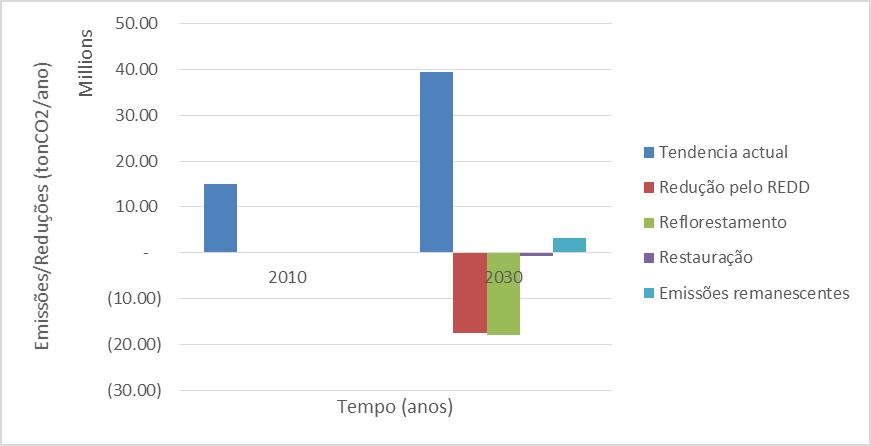 Emissões/Reduções (tonCO2/ano)
Millions
50.00
40.00
30.00
20.00
10.00
-
(10.00)
(20.00)
(30.00)
2010
2030
Tempo (anos)
Tendencia actual
Redução pelo REDD
Reflorestamento
Restauração
Emissões remanescentes